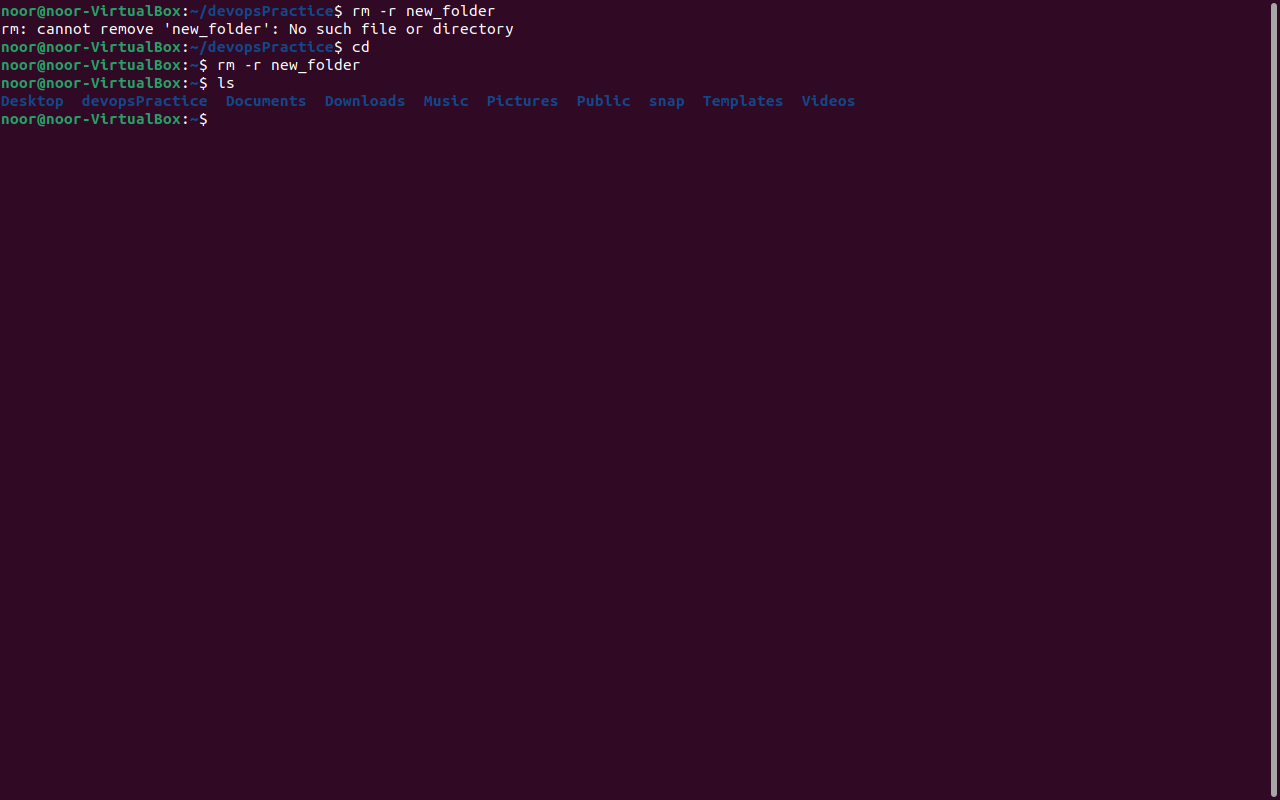 noor@noor-VirtualBox:~/devopsPractice$ rm -r new_folder
rm: cannot remove 'new_folder': No such file or directory
noor@noor-VirtualBox:~/devopsPractice$ cd
noor@noor-VirtualBox:~$ rm -r new_folder
noor@noor-VirtualBox:~$ ls
Desktop  devopsPractice  Documents  Downloads  Music  Pictures  Public  snap  Templates  Videos
noor@noor-VirtualBox:~$